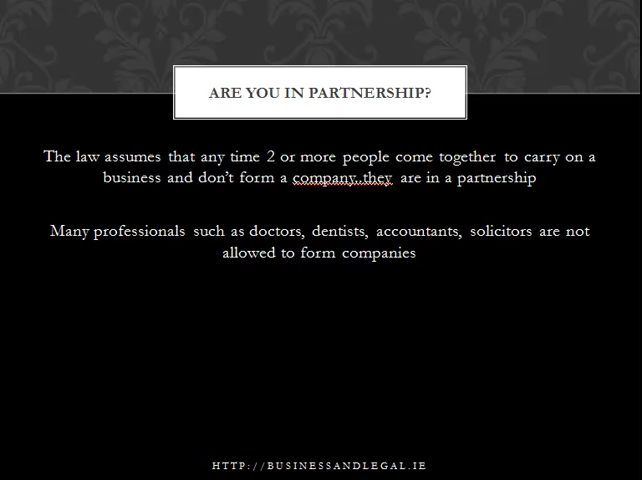 ARE YOU IN PARTNERSHIP?
The law assumes that any time 2 or more people come together to carry on a
business and don't form a company..they are in a partnership
Many professionals such as doctors, dentists, accountants, solicitors are not
allowed to form companies
HTTP://BUSINESSANDLEGAL.IE